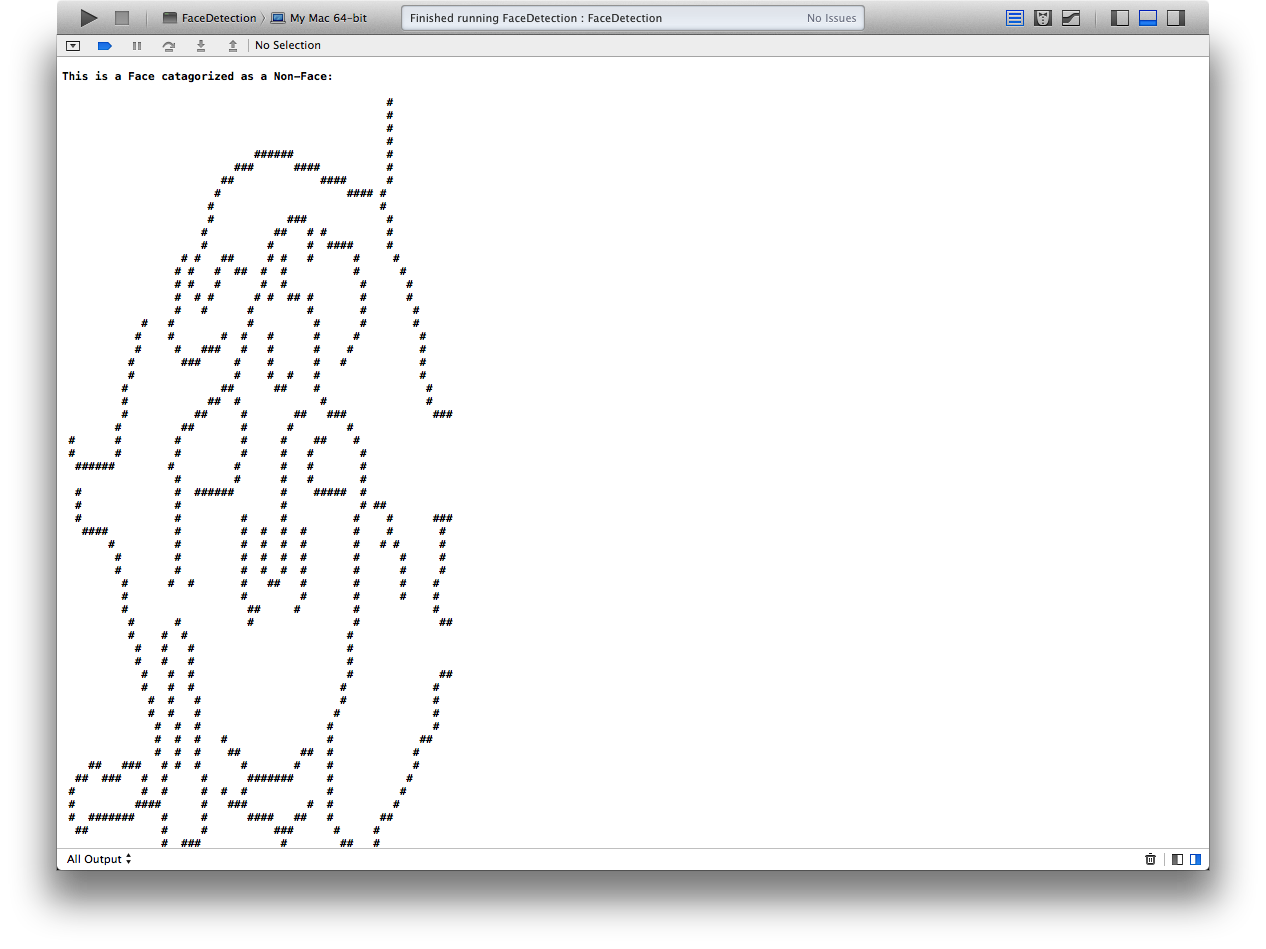 FaceDetection 〉 My Mac 64-bit
Finished running FaceDetection : FaceDetection
No Issues
No Selection
This is a Face catagorized as a Non-Face:
All Output